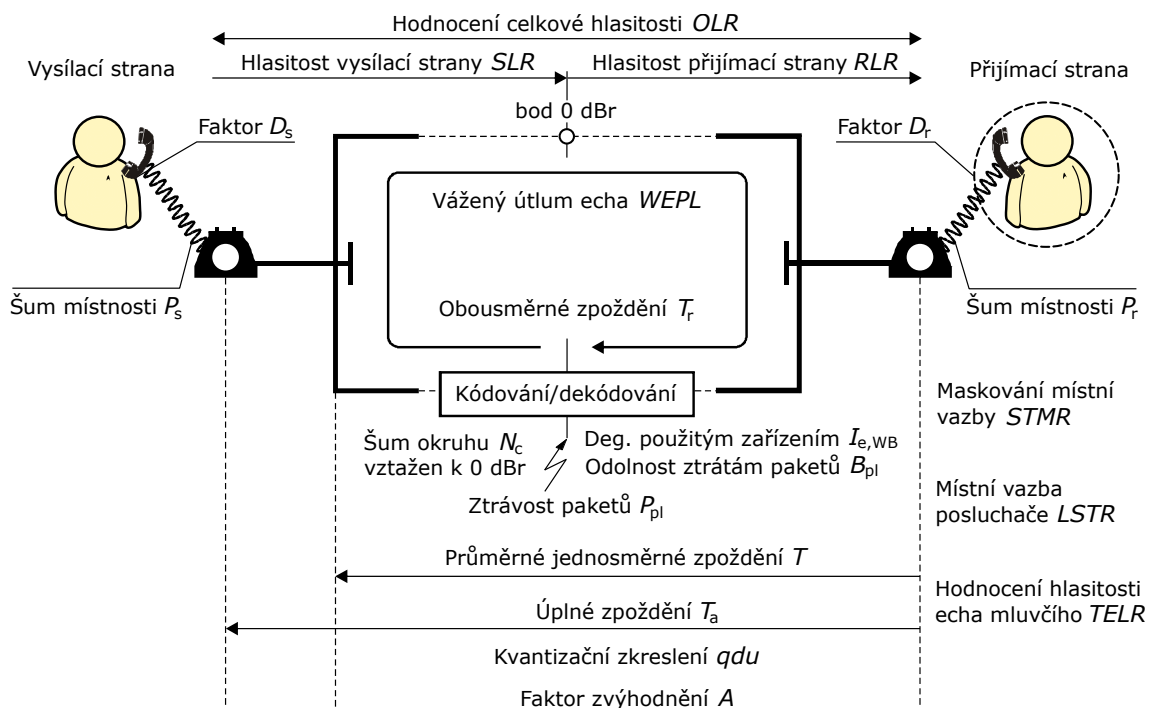 Hodnocení celkové hlasitosti OLR
Vysílací strana
Hlasitost vysílací strany SLR
Hlasitost přijímací strany RLR
Přijímací strana
bod 0 dBr
Faktor Ds
Faktor Dr
Vážený útlum echa WEPL
Šum místnosti Ps
Obousměrné zpoždění Tr
Šum místnosti Pr
Kódování/dekódování
Maskování místní
vazby STMR
Šum okruhu Nc
vztažen k 0 dBr
Deg. použitým zařízením Ie,WB
Odolnost ztrátám paketů Bpl
Ztrávost paketů Ppl
Místní vazba
posluchače LSTR
Průměrné jednosměrné zpoždění T
Hodnocení hlasitosti
echa mluvčího TELR
Úplné zpoždění Ta
Kvantizační zkreslení qdu
Faktor zvýhodnění A